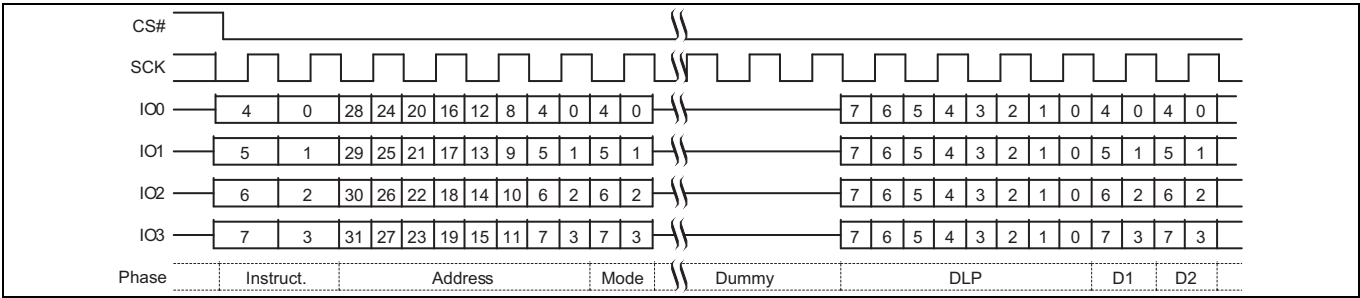 CS#
SCK
IO0 4 0 28 24 20 16 12 8 4 0 4 0 7 6 5 4 3 2 1 0 4 0 4 0
IO1 5 1 29 25 21 17 13 9 5 1 5 1 7 6 5 4 3 2 1 0 5 1 5 1
IO2 6 2 30 26 22 18 14 10 6 2 6 2 7 6 5 4 3 2 1 0 6 2 6 2
IO3 7 3 31 27 23 19 15 11 7 3 7 3 7 6 5 4 3 2 1 0 7 3 7 3
Phase Instruct. Address Mode Dummy DLP D1 D2